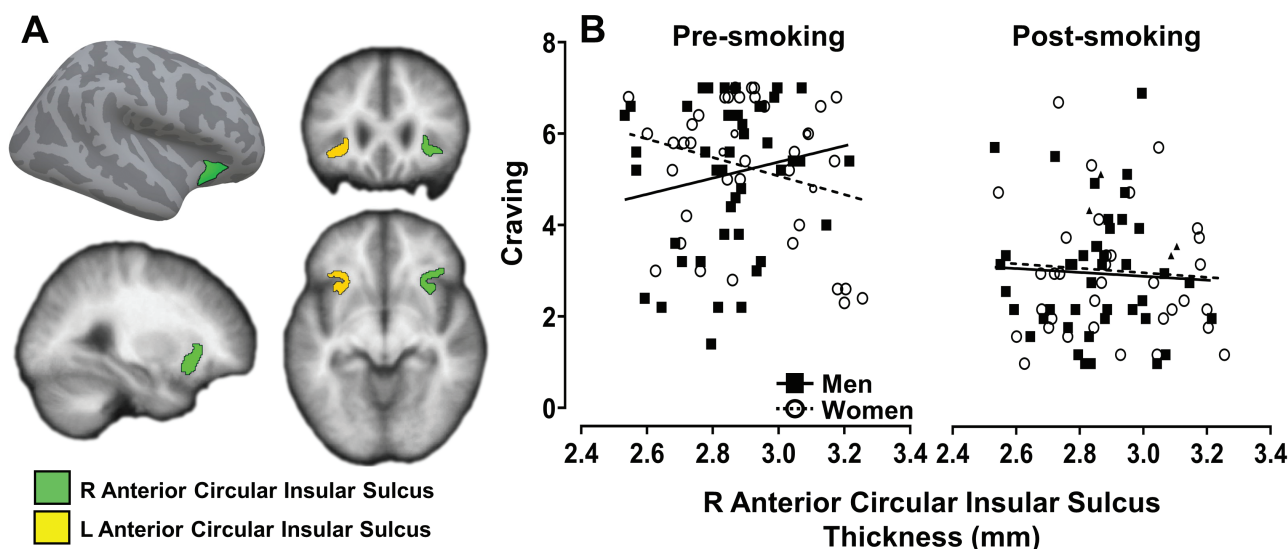 A
R Anterior Circular Insular Sulcus
L Anterior Circular Insular Sulcus
B
Pre-smoking
Post-smoking
Craving
8
6
4
2
0
Men
Women
2.4 2.6 2.8 3.0 3.2 3.4
2.4 2.6 2.8 3.0 3.2 3.4
R Anterior Circular Insular Sulcus
Thickness (mm)